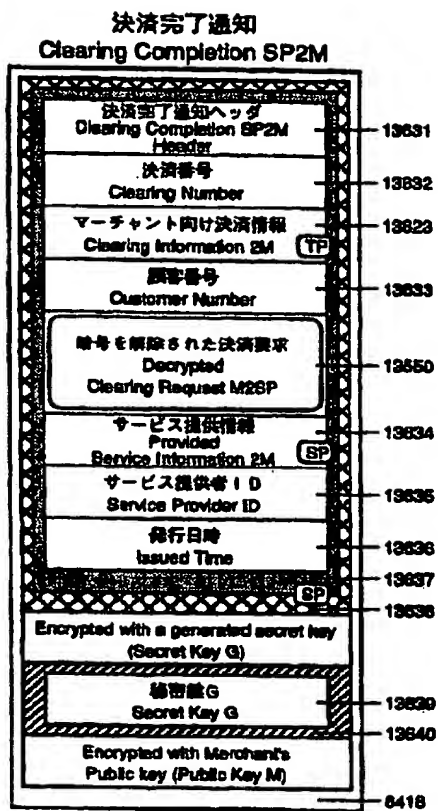 決済完了通知
Clearing Completion SP2M
決済完了通知ヘッダ
Clearing Completion SP2M
Header
13631
決済番号
Clearing Number
13632
マーチャント向け決済情報
Clearing Information 2M
TP
13623
顧客番号
Customer Number
13633
暗号を解除された決済要求
Decrypted
Clearing Request M2SP
13550
サービス提供情報
Provided
Service Information 2M
SP
13634
サービス提供者ID
Service Provider ID
13635
発行日時
Issued Time
13636
13637
SP
13638
Encrypted with a generated secret key
(Secret Key G)
秘密鍵G
Secret Key G
13639
13640
Encrypted with Merchant's
Public key (Public Key M)
8418